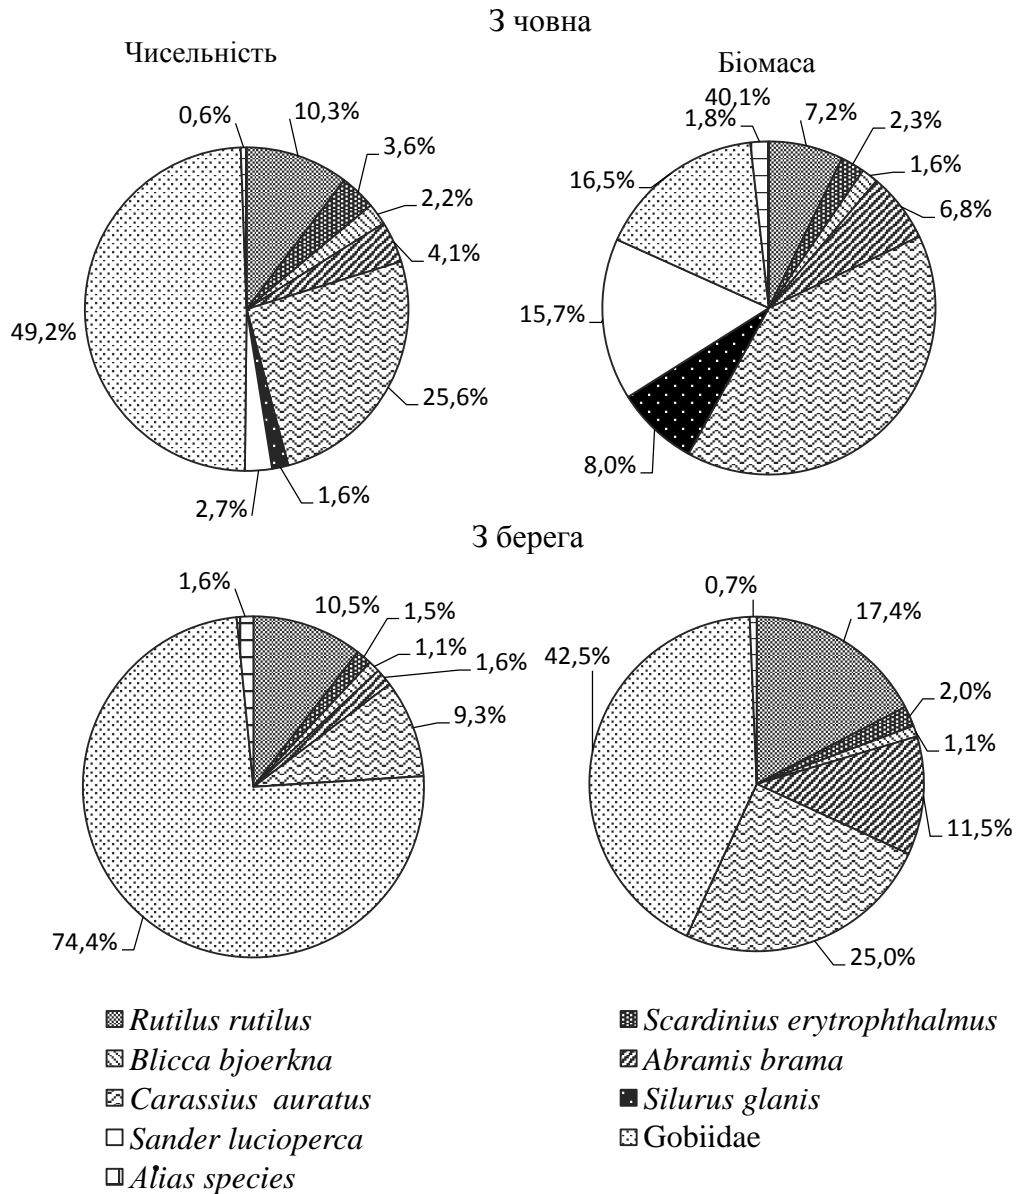 З човна
Чисельність
Біомаса
0,6%
10,3%
3,6%
2,2%
4,1%
25,6%
1,6%
2,7%
49,2%
40,1%
1,8%
7,2%
2,3%
1,6%
6,8%
8,0%
15,7%
16,5%
З берега
1,6%
10,5%
1,5%
1,1%
1,6%
9,3%
74,4%
0,7%
17,4%
2,0%
1,1%
11,5%
25,0%
42,5%
Rutilus rutilus
Scardinius erytrophthalmus
Blicca bjoerkna
Abramis brama
Carassius auratus
Silurus glanis
Sander lucioperca
Gobiidae
Alias species